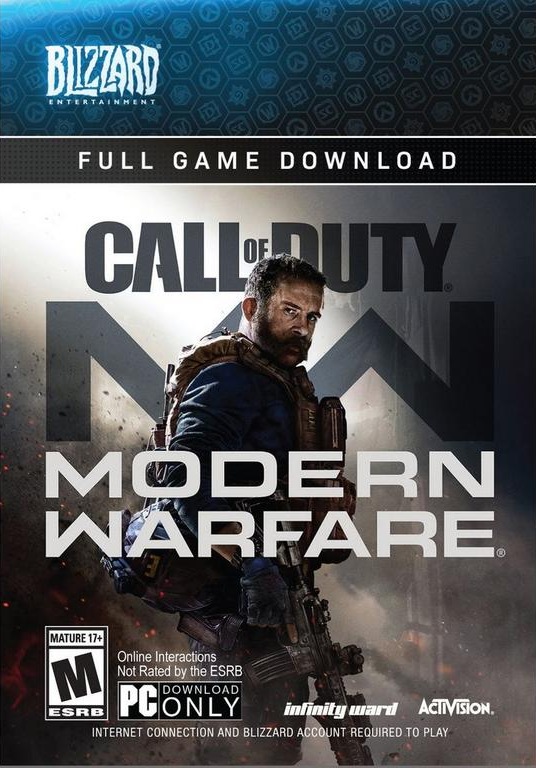 BLIZZARD
ENTERTAINMENT
FULL GAME DOWNLOAD
CALL OF DUTY®
MW
MODERN
WARFARE®
MATURE 17+
M
ESRB
Online Interactions
Not Rated by the ESRB
PC DOWNLOAD ONLY
infinity ward
ACTIVISION®
INTERNET CONNECTION AND BLIZZARD ACCOUNT REQUIRED TO PLAY